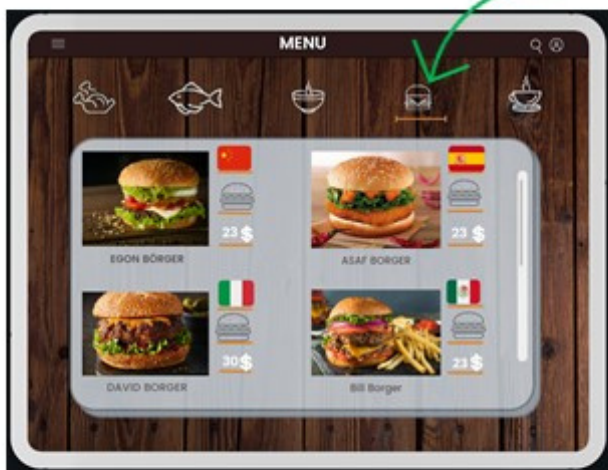 MENU
23 $
23 $
EGON BÖRGER
ASAF BORGER
30 $
23 $
DAVID BORGER
Bill Borger